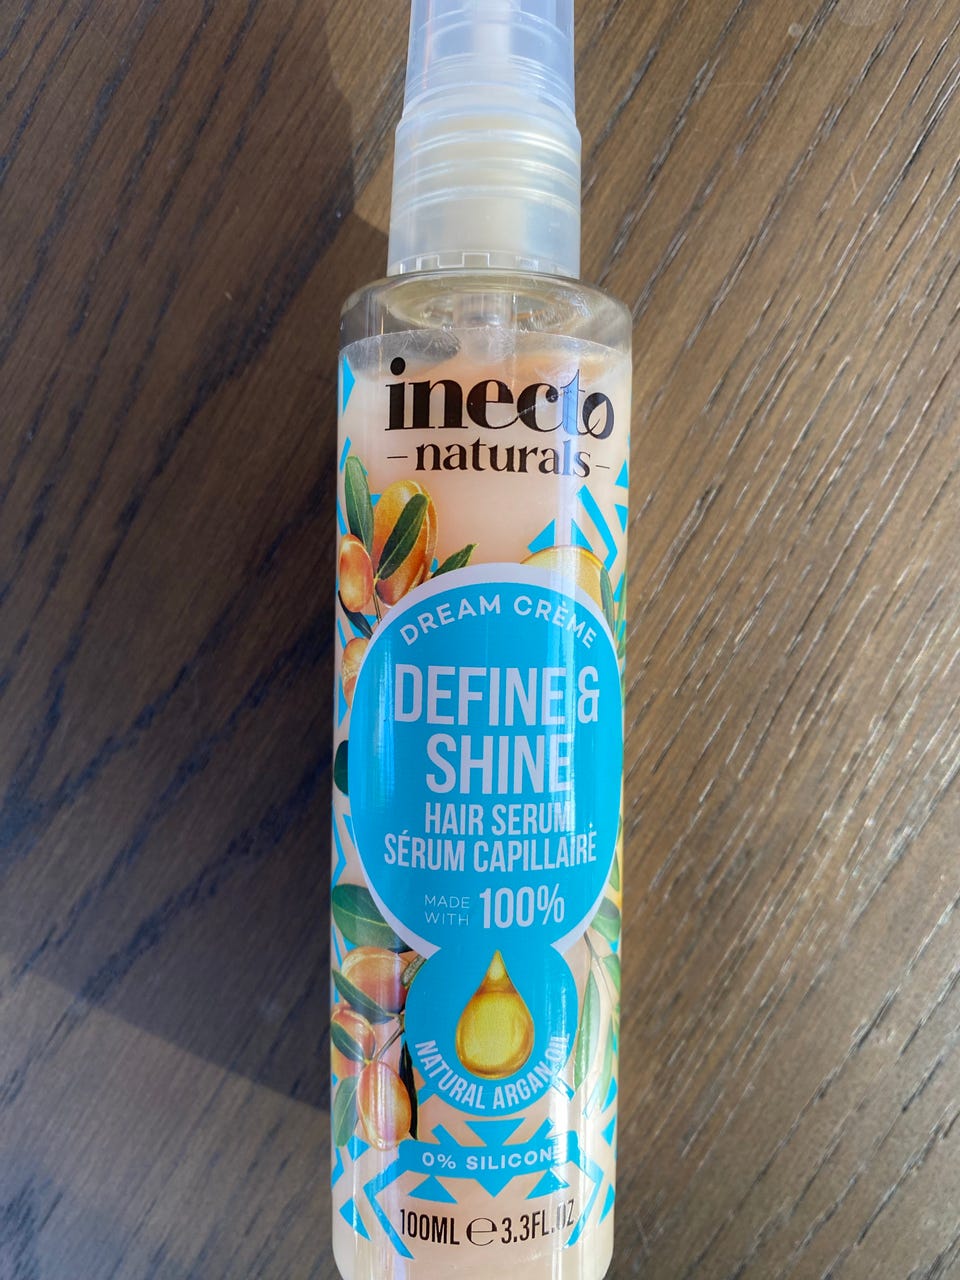 inecto
–naturals–
DREAM CRÈME
DEFINE &
SHINE
HAIR SERUM
SÉRUM CAPILLAIRE
MADE
WITH 100%
NATURAL ARGAN OIL
0% SILICONE
100ML ℮ 3.3FL.OZ